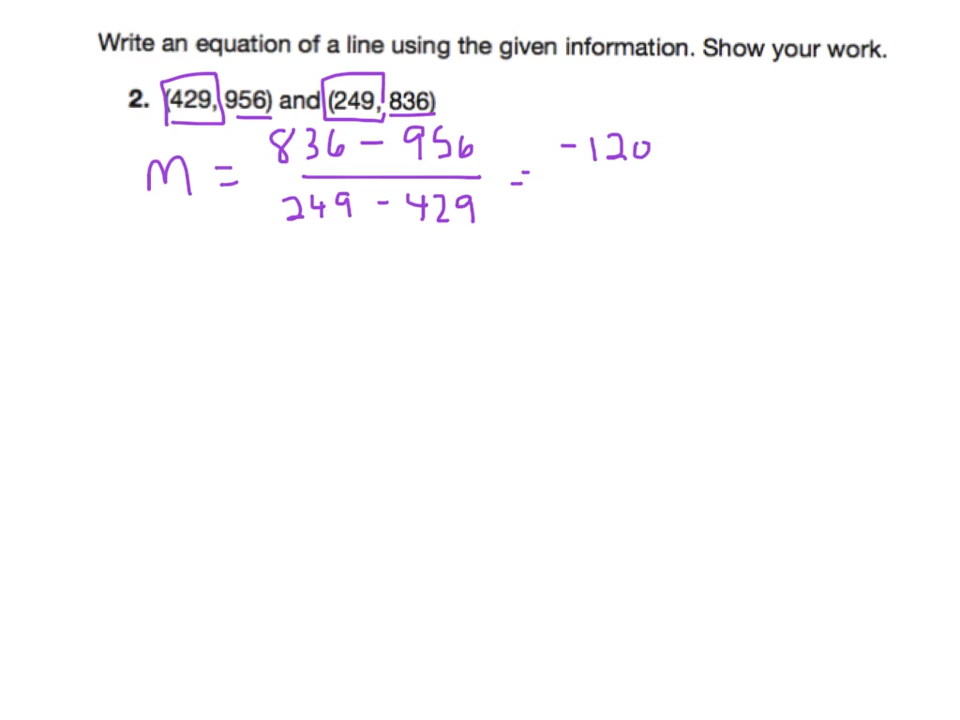 Write an equation of a line using the given information. Show your work.
2. (429, 956) and (249, 836)
836 - 956
m = = -120
249 - 429